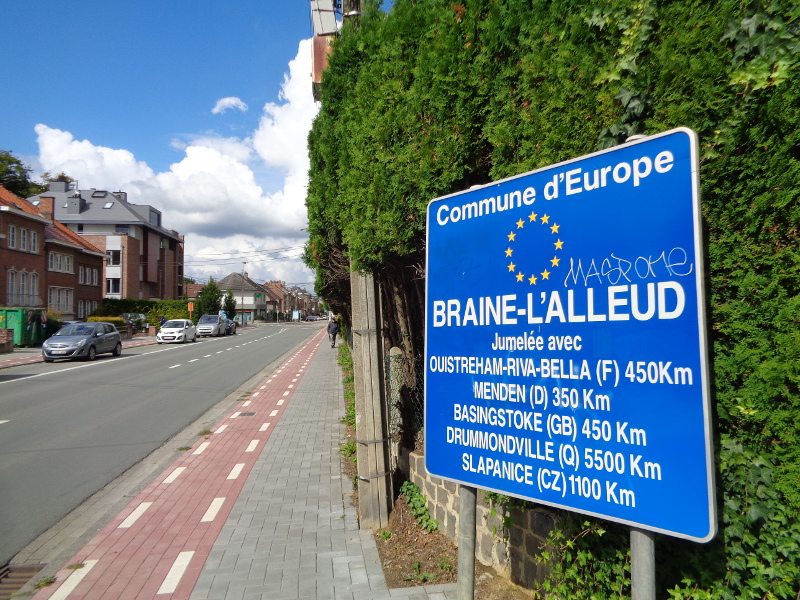 Commune d'Europe
BRAINE-L'ALLEUD
Jumelée avec
OUISTREHAM-RIVA-BELLA (F) 450Km
MENDEN (D) 350 Km
BASINGSTOKE (GB) 450 Km
DRUMMONDVILLE (Q) 5500 Km
SLAPANICE (CZ) 1100 Km